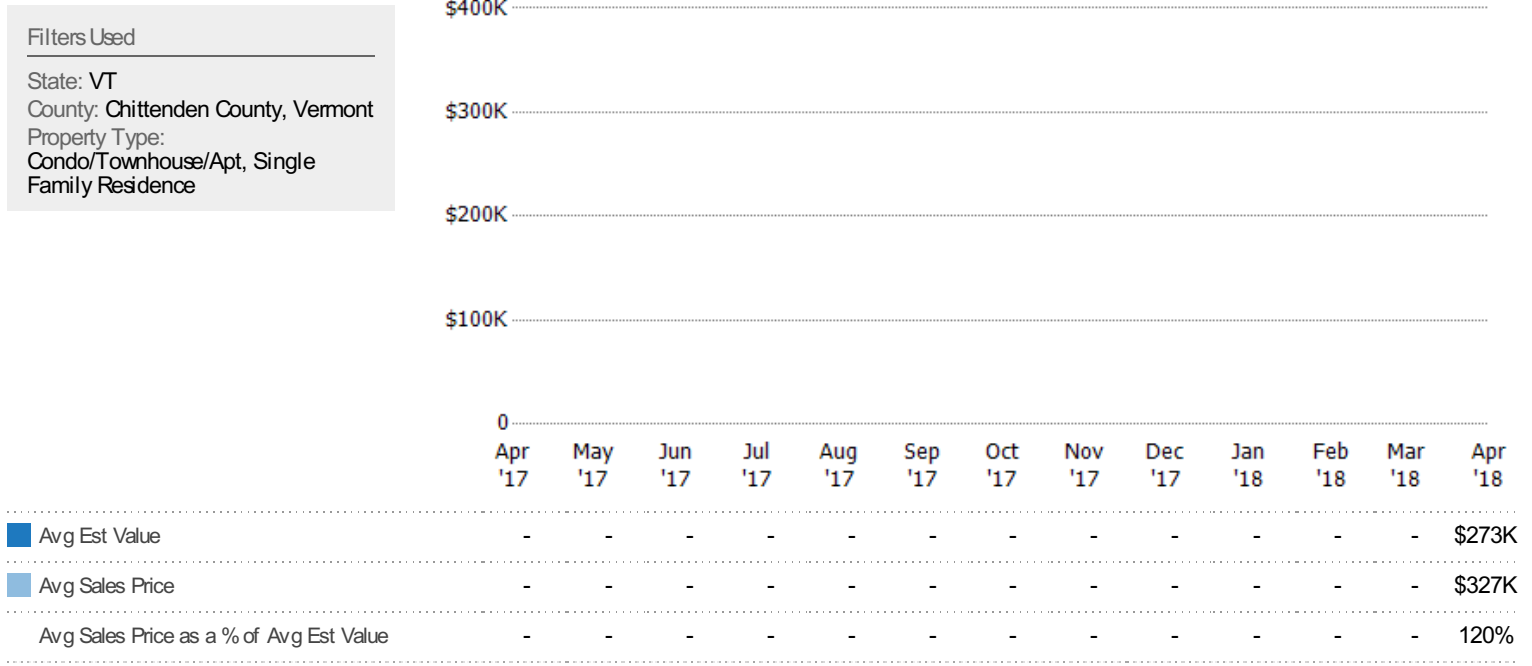 Filters Used
State: VT
County: Chittenden County, Vermont
Property Type:
Condo/Townhouse/Apt, Single
Family Residence
$400K
$300K
$200K
$100K
0
Apr May Jun Jul Aug Sep Oct Nov Dec Jan Feb Mar Apr
'17 '17 '17 '17 '17 '17 '17 '17 '17 '18 '18 '18 '18
Avg Est Value - - - - - - - - - - - - $273K
Avg Sales Price - - - - - - - - - - - - $327K
Avg Sales Price as a % of Avg Est Value - - - - - - - - - - - - 120%